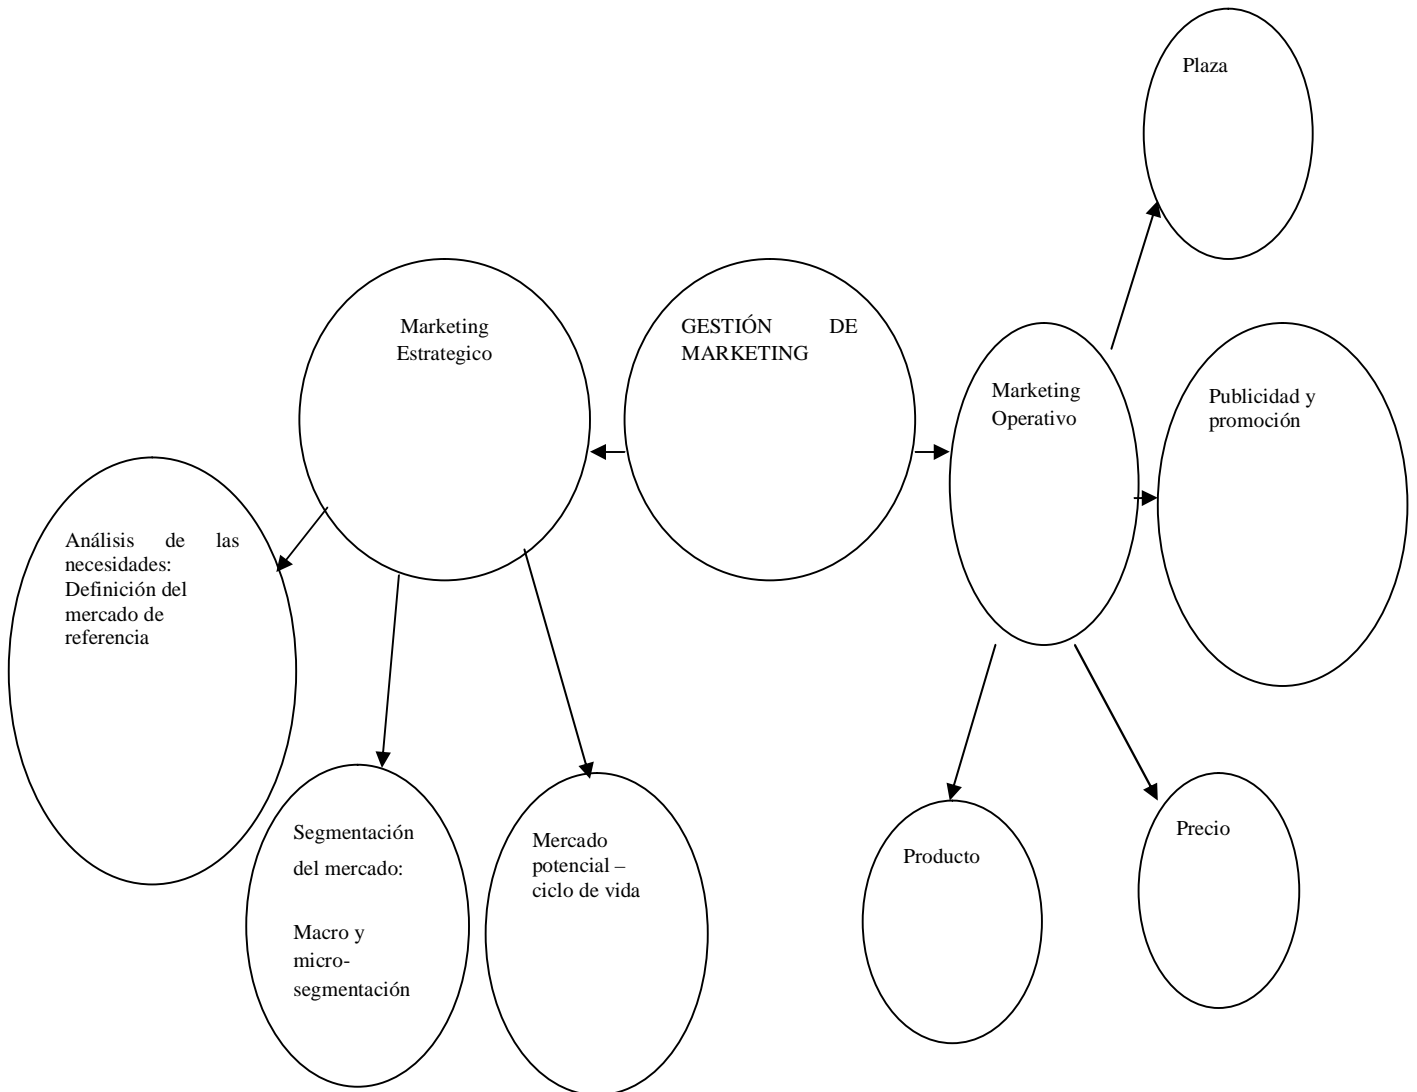 Plaza
Marketing
Estrategico
GESTIÓN DE
MARKETING
Marketing
Operativo
Publicidad y
promoción
Análisis de las
necesidades:
Definición del
mercado de
referencia
Segmentación
del mercado:
Macro y
micro-
segmentación
Mercado
potencial –
ciclo de vida
Producto
Precio